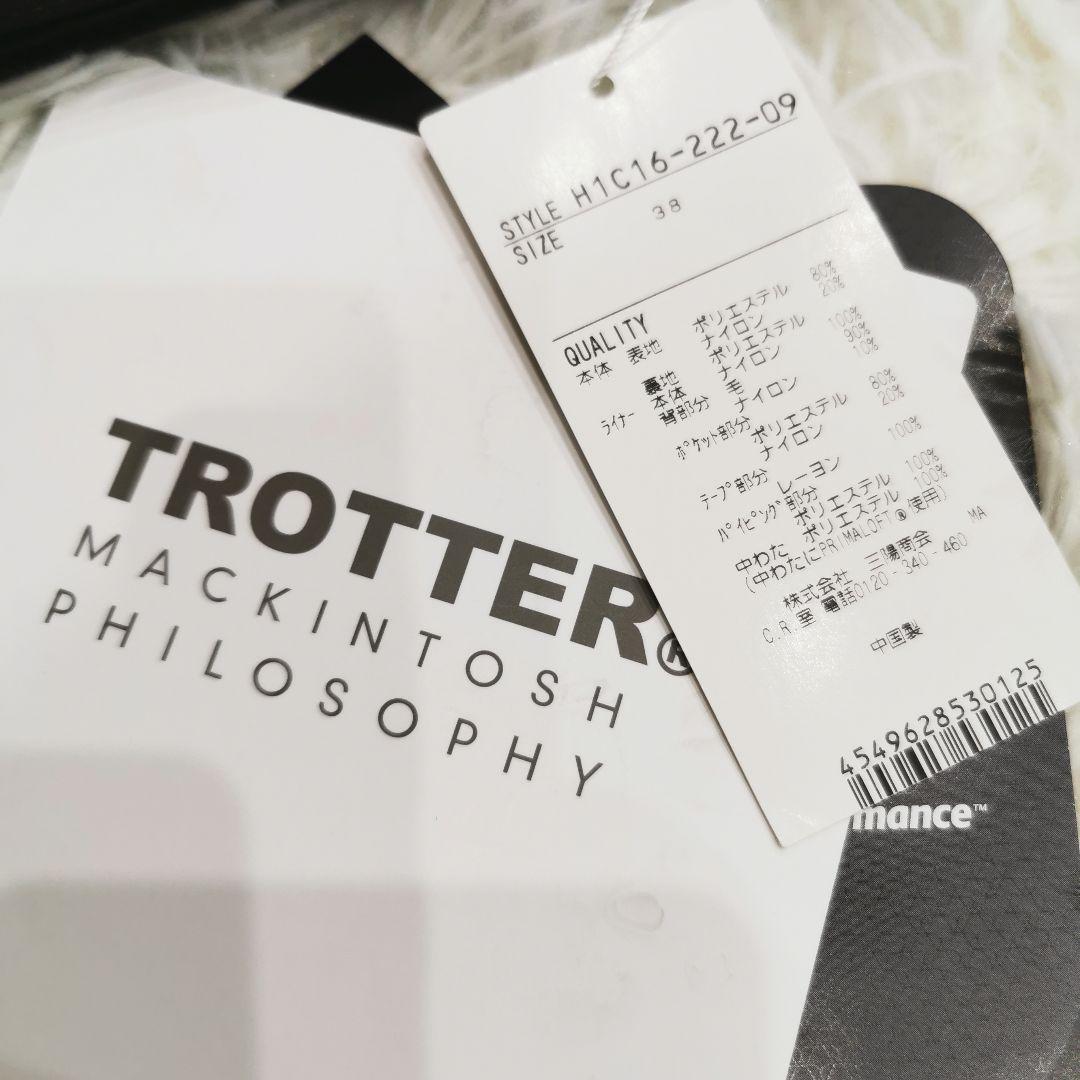 TROTTER®
MACKINTOSH
PHILOSOPHY
STYLE H1C16-222-09
SIZE 38
QUALITY
本体 表地 ポリエステル 80%
ナイロン 20%
裏地 ポリエステル 100%
本体 ナイロン 90%
ライナー 背部分 毛 10%
ナイロン
ポケット部分 ポリエステル 80%
ナイロン 20%
テープ部分 レーヨン 100%
パイピング部分
ポリエステル 100%
中わた ポリエステル 100%
(中わたにPRIMALOFT®使用)
株式会社 三陽商会 MA
C.R.室 電話0120-340-460
中国製
4549628530125
mance™